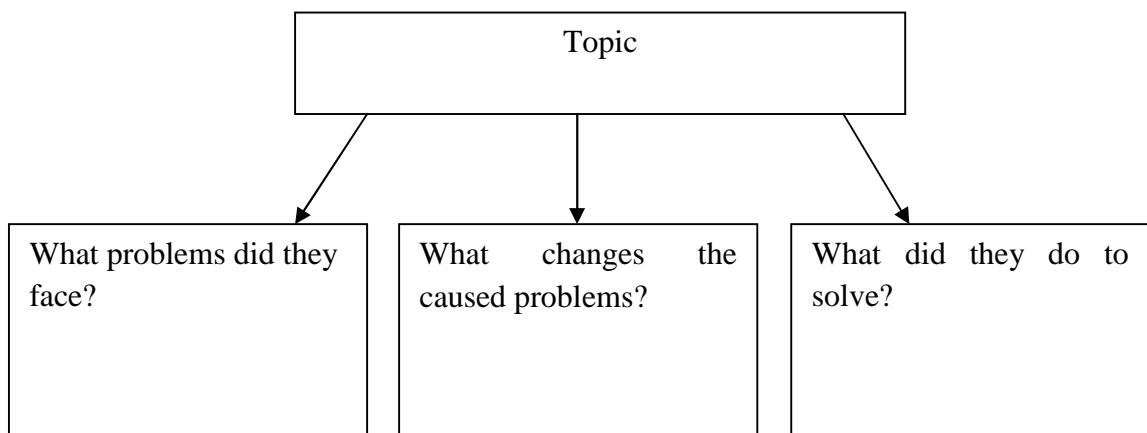 Topic
What problems did they
face?
What changes the
caused problems?
What did they do to
solve?